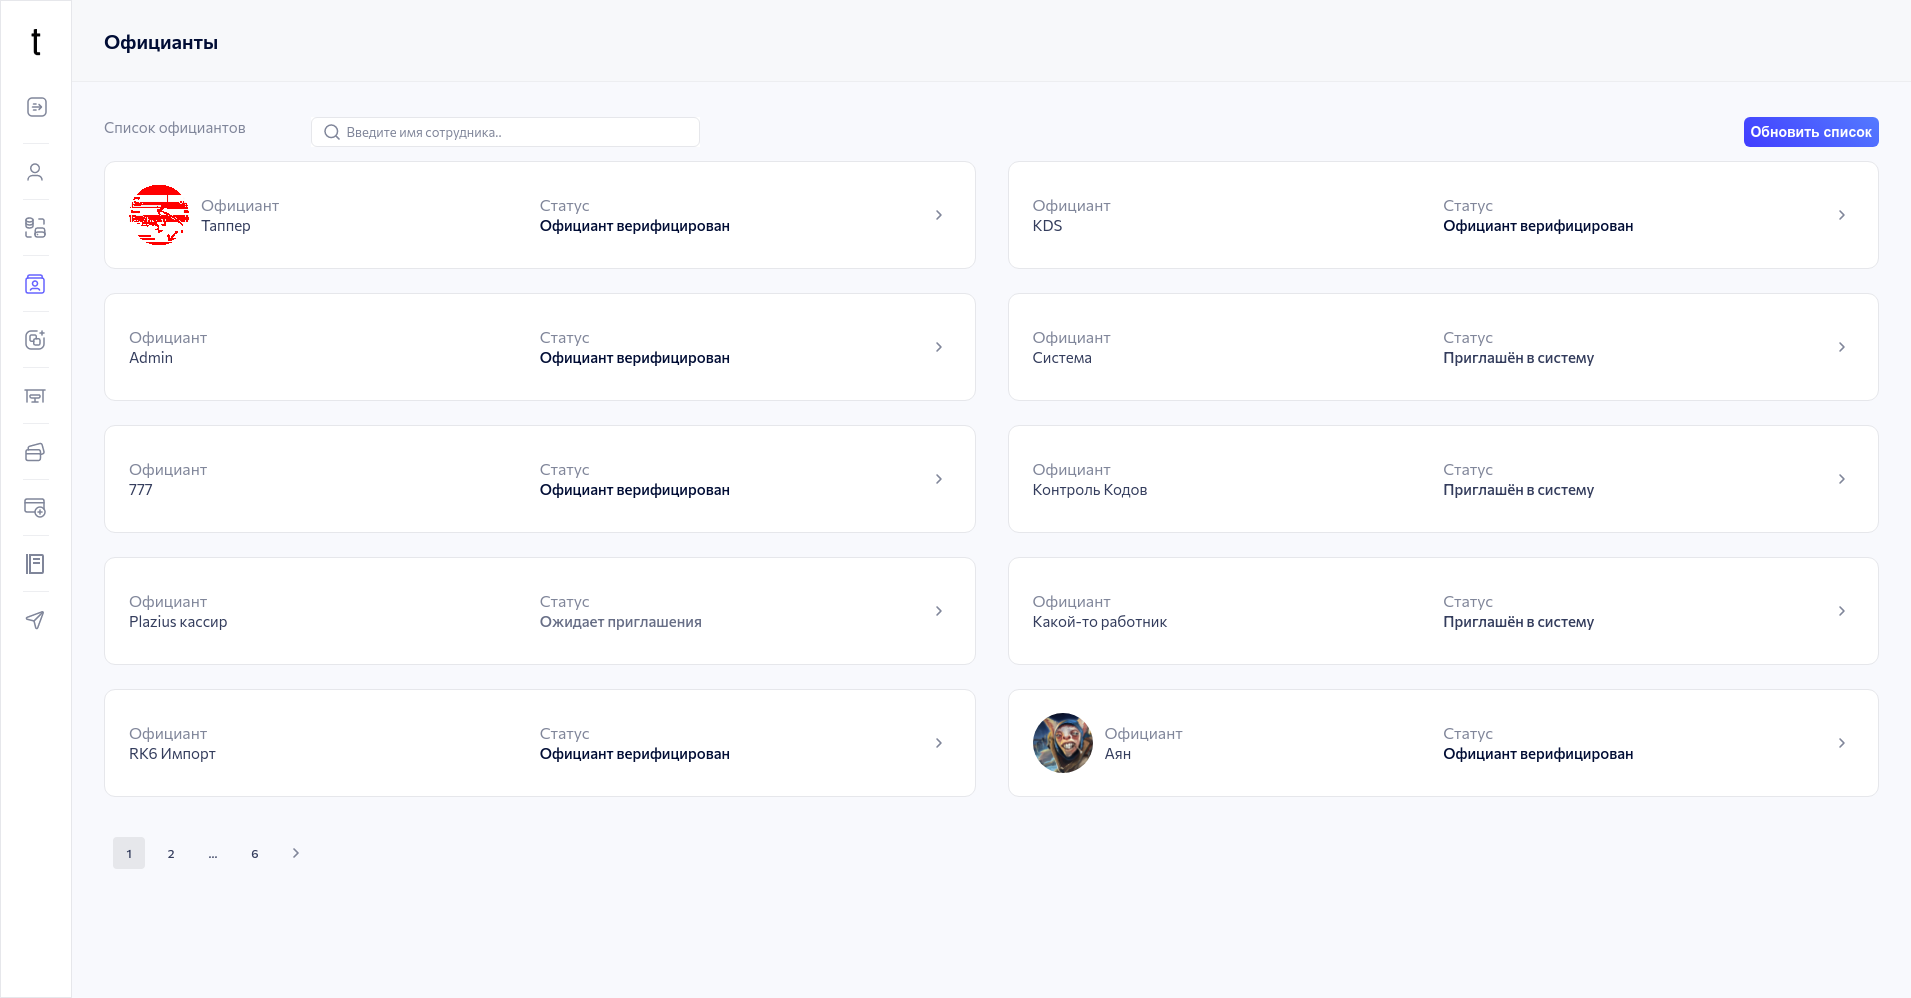 t
Официанты
Список официантов
Введите имя сотрудника..
Обновить список
Официант
Таппер
Статус
Официант верифицирован
Официант
KDS
Статус
Официант верифицирован
Официант
Admin
Статус
Официант верифицирован
Официант
Система
Статус
Приглашён в систему
Официант
777
Статус
Официант верифицирован
Официант
Контроль Кодов
Статус
Приглашён в систему
Официант
Plazius кассир
Статус
Ожидает приглашения
Официант
Какой-то работник
Статус
Приглашён в систему
Официант
RK6 Импорт
Статус
Официант верифицирован
Официант
Аян
Статус
Официант верифицирован
1 2 ... 6